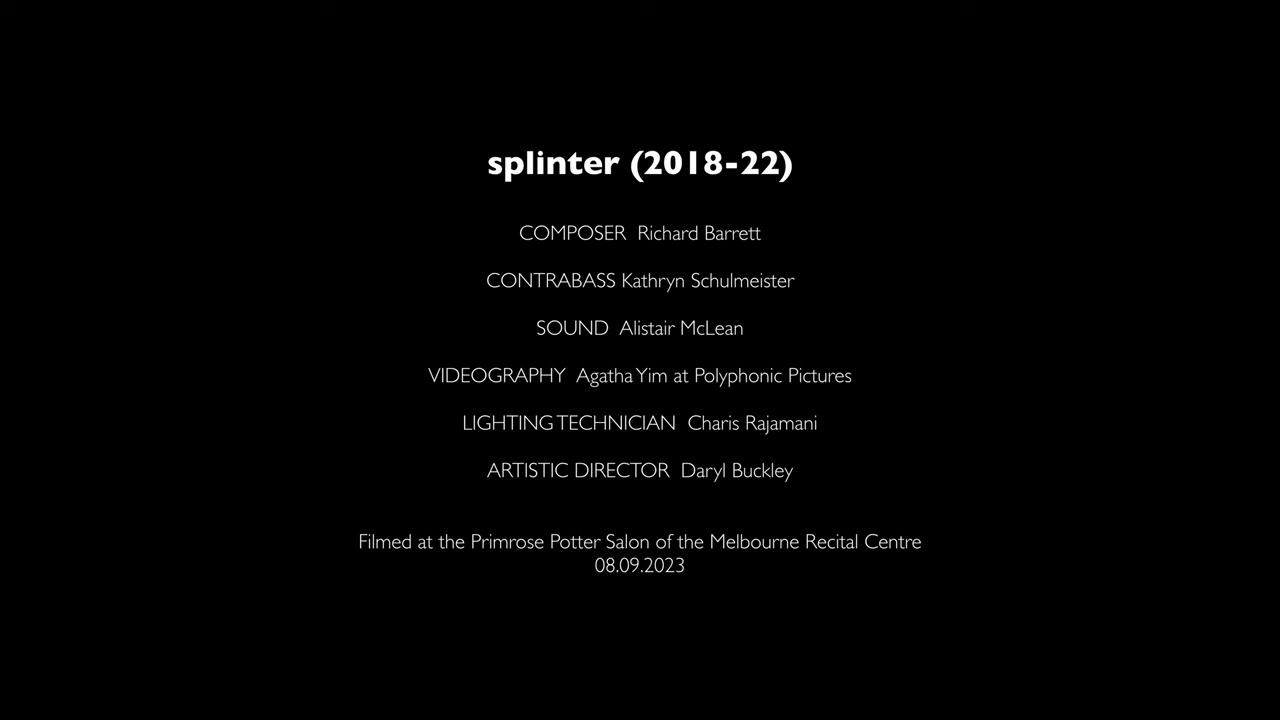 splinter (2018-22)
COMPOSER Richard Barrett
CONTRABASS Kathryn Schulmeister
SOUND Alistair McLean
VIDEOGRAPHY Agatha Yim at Polyphonic Pictures
LIGHTING TECHNICIAN Charis Rajamani
ARTISTIC DIRECTOR Daryl Buckley
Filmed at the Primrose Potter Salon of the Melbourne Recital Centre
08.09.2023